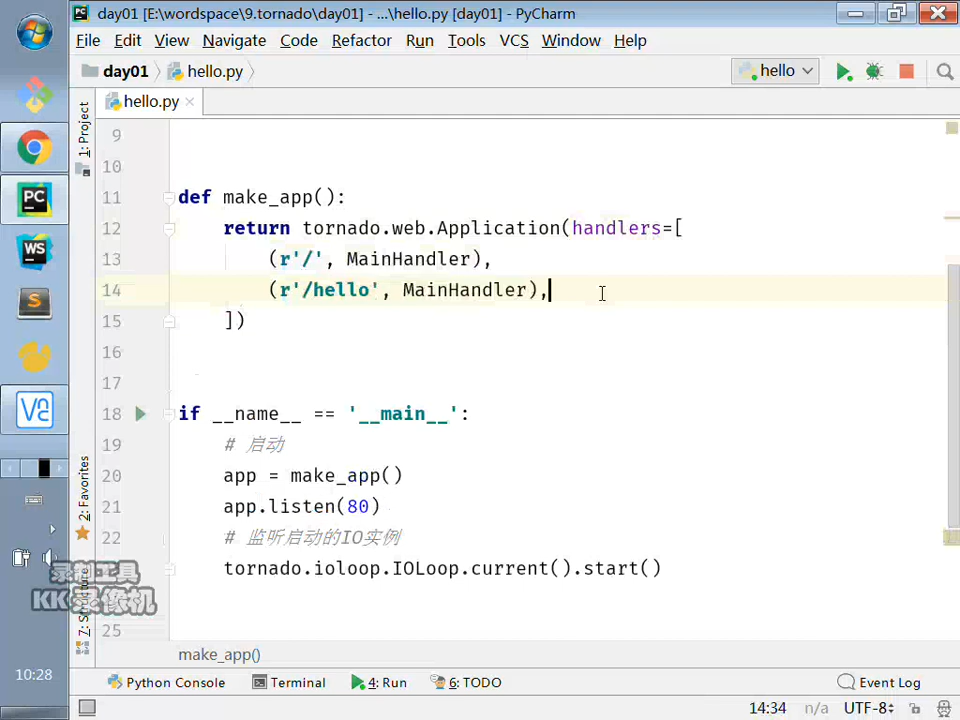 day01 [E:\wordspace\9.tornado\day01] - ...\hello.py [day01] - PyCharm
File Edit View Navigate Code Refactor Run Tools VCS Window Help
day01 hello.py hello
hello.py
1: Project
9
10
11 def make_app():
12 return tornado.web.Application(handlers=[
13 (r'/', MainHandler),
14 (r'/hello', MainHandler),
15 ])
16
17
18 if __name__ == '__main__':
19 # 启动
20 app = make_app()
21 app.listen(80)
22 # 监听启动的IO实例
tornado.ioloop.IOLoop.current().start()
25
2: Favorites
7: Structure
录制工具
KK录像机
make_app()
Python Console Terminal 4: Run 6: TODO Event Log
14:34 n/a UTF-8
PC
WS
10:28